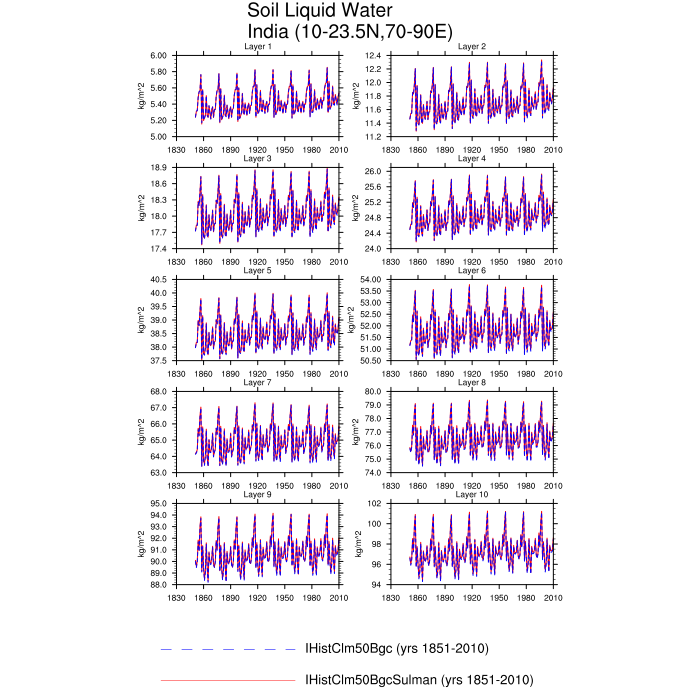 Soil Liquid Water
India (10-23.5N,70-90E)
Layer 1
Layer 2
6.00
5.80
5.60
5.40
5.20
5.00
kg/m^2
1830 1860 1890 1920 1950 1980 2010
12.4
12.2
12.0
11.8
11.6
11.4
11.2
kg/m^2
1830 1860 1890 1920 1950 1980 2010
Layer 3
Layer 4
18.9
18.6
18.3
18.0
17.7
17.4
kg/m^2
1830 1860 1890 1920 1950 1980 2010
26.0
25.6
25.2
24.8
24.4
24.0
kg/m^2
1830 1860 1890 1920 1950 1980 2010
Layer 5
Layer 6
40.5
40.0
39.5
39.0
38.5
38.0
37.5
kg/m^2
1830 1860 1890 1920 1950 1980 2010
54.00
53.50
53.00
52.50
52.00
51.50
51.00
50.50
kg/m^2
1830 1860 1890 1920 1950 1980 2010
Layer 7
Layer 8
68.0
67.0
66.0
65.0
64.0
63.0
kg/m^2
1830 1860 1890 1920 1950 1980 2010
80.0
79.0
78.0
77.0
76.0
75.0
74.0
kg/m^2
1830 1860 1890 1920 1950 1980 2010
Layer 9
Layer 10
95.0
94.0
93.0
92.0
91.0
90.0
89.0
88.0
kg/m^2
1830 1860 1890 1920 1950 1980 2010
102
100
98
96
94
kg/m^2
1830 1860 1890 1920 1950 1980 2010
IHistClm50Bgc (yrs 1851-2010)
IHistClm50BgcSulman (yrs 1851-2010)